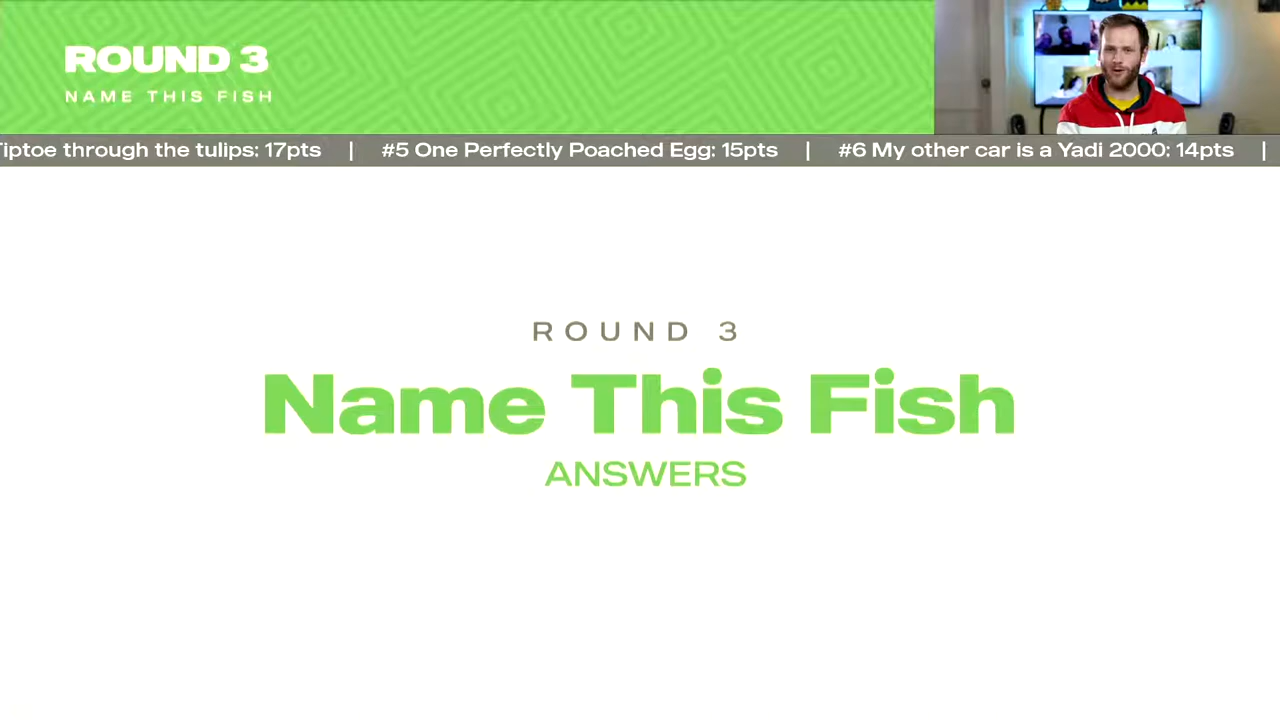 ROUND 3
NAME THIS FISH
Tiptoe through the tulips: 17pts | #5 One Perfectly Poached Egg: 15pts | #6 My other car is a Yadi 2000: 14pts |
ROUND 3
Name This Fish
ANSWERS